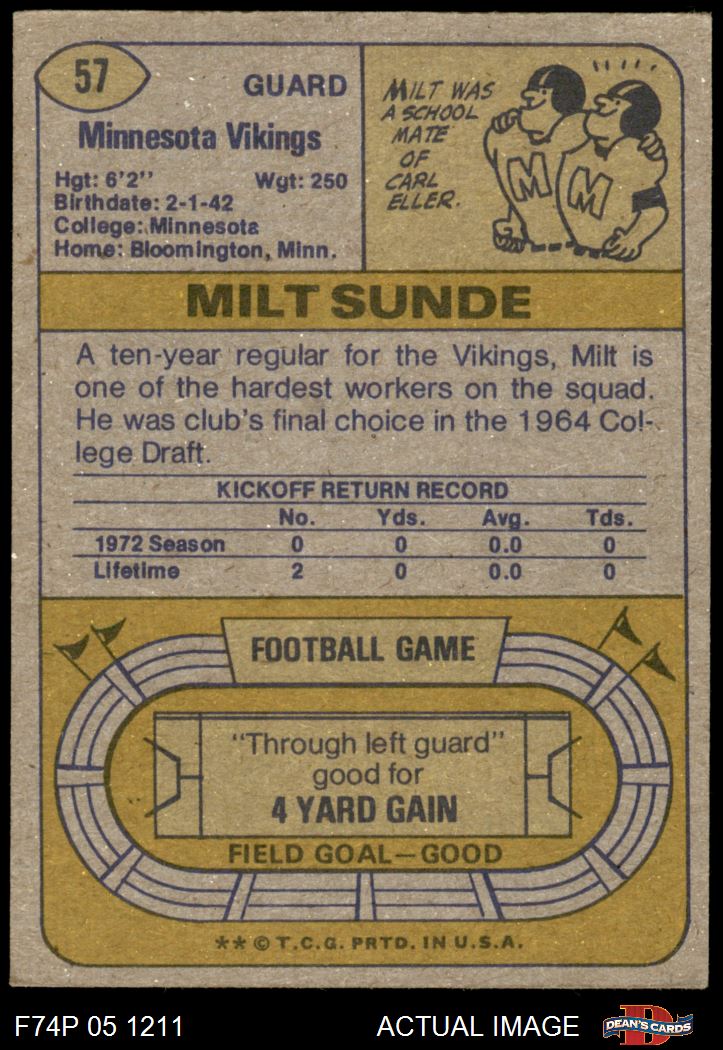 57
GUARD
Minnesota Vikings
Hgt: 6'2'' Wgt: 250
Birthdate: 2-1-42
College: Minnesota
Home: Bloomington, Minn.
MILT WAS
A SCHOOL
MATE
OF
CARL
ELLER.
M M
MILT SUNDE
A ten-year regular for the Vikings, Milt is
one of the hardest workers on the squad.
He was club's final choice in the 1964 Col-
lege Draft.
KICKOFF RETURN RECORD
No. Yds. Avg. Tds.
1972 Season 0 0 0.0 0
Lifetime 2 0 0.0 0
FOOTBALL GAME
"Through left guard"
good for
4 YARD GAIN
FIELD GOAL—GOOD
** © T.C.G. PRTD. IN U.S.A.
F74P 05 1211 ACTUAL IMAGE
D
DEAN'S CARDS